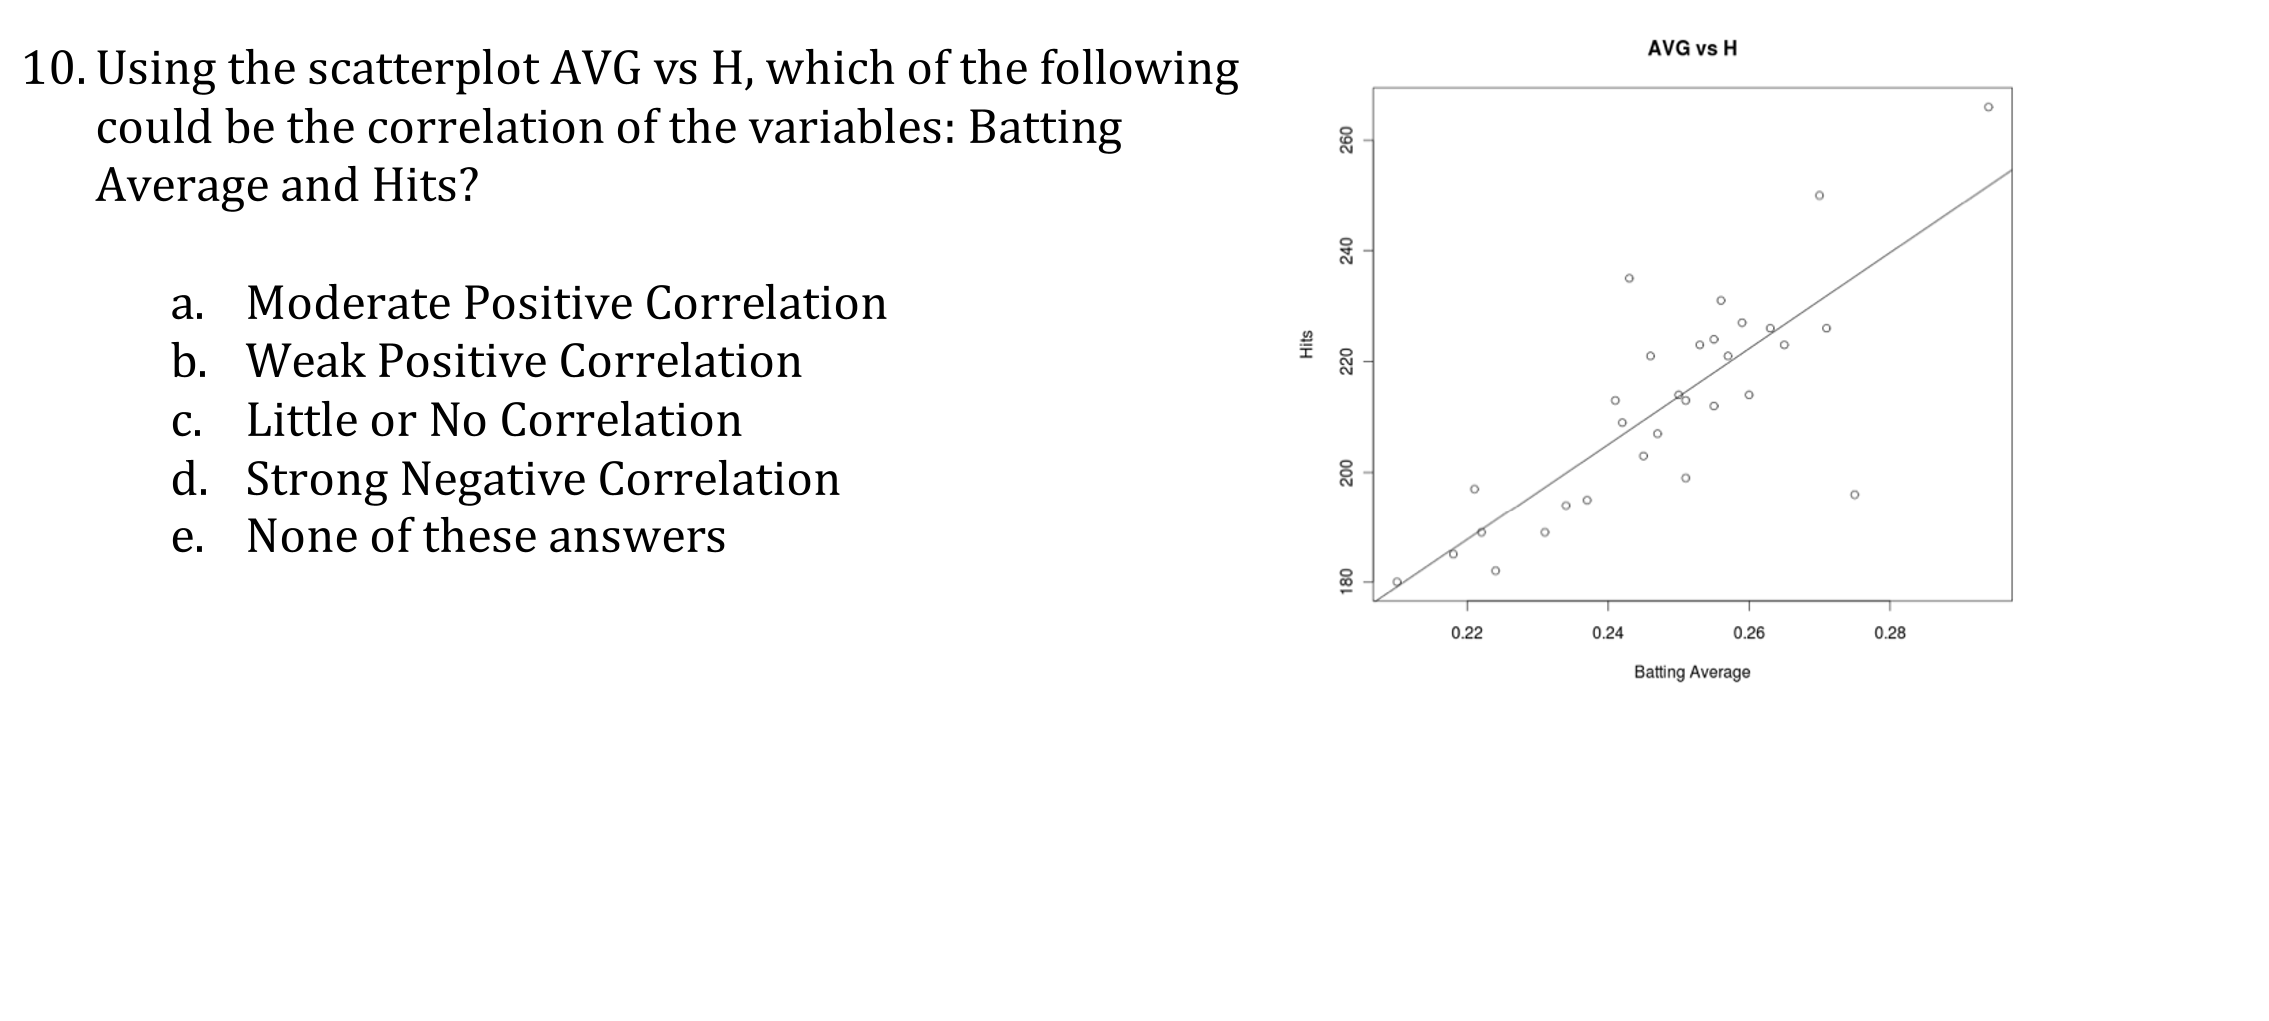 10. Using the scatterplot AVG vs H, which of the following
could be the correlation of the variables: Batting
Average and Hits?
a. Moderate Positive Correlation
b. Weak Positive Correlation
c. Little or No Correlation
d. Strong Negative Correlation
e. None of these answers
AVG vs H
260
240
220
200
180
Hits
0.22 0.24 0.26 0.28
Batting Average